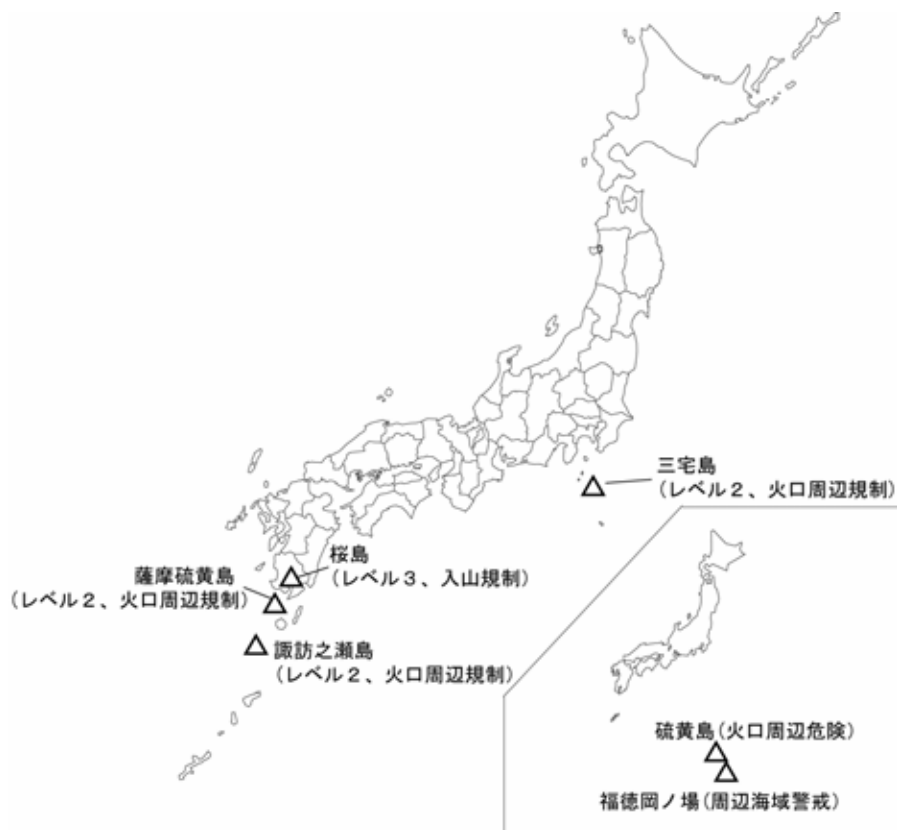 三宅島
（レベル２、火口周辺規制）
桜島
（レベル３、入山規制）
薩摩硫黄島
（レベル２、火口周辺規制）
諏訪之瀬島
（レベル２、火口周辺規制）
硫黄島（火口周辺危険）
福徳岡ノ場（周辺海域警戒）